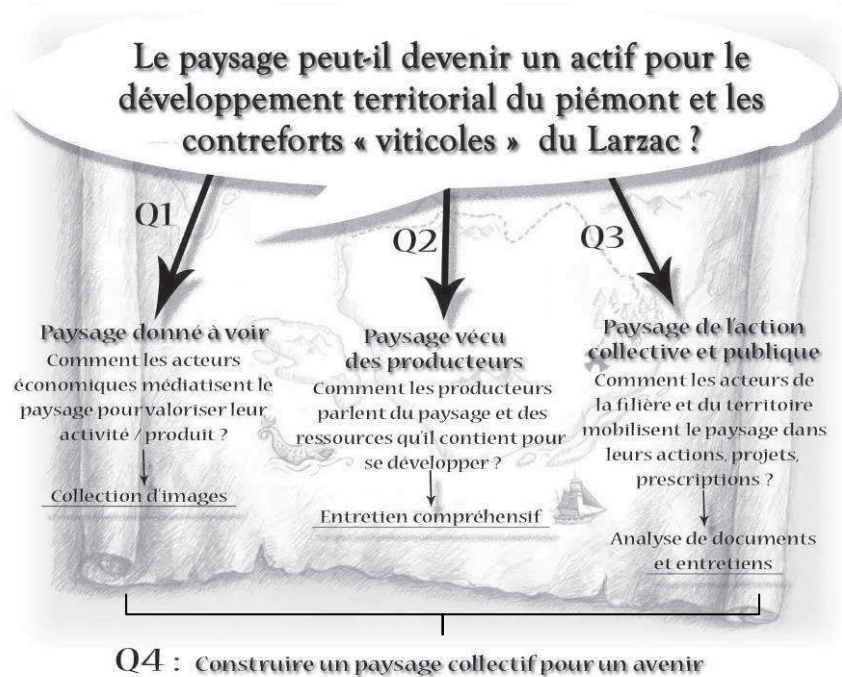 Le paysage peut-il devenir un actif pour le
développement territorial du piémont et les
contreforts « viticoles » du Larzac ?
Q1
Q2
Q3
Paysage donné à voir
Comment les acteurs
économiques médiatisent le
paysage pour valoriser leur
activité / produit ?
Collection d'images
Paysage vécu
des producteurs
Comment les producteurs
parlent du paysage et des
ressources qu'il contient pour
se développer ?
Entretien compréhensif
Paysage de l'action
collective et publique
Comment les acteurs de
la filière et du territoire
mobilisent le paysage dans
leurs actions, projets,
prescriptions ?
Analyse de documents
et entretiens
Q4 : Construire un paysage collectif pour un avenir